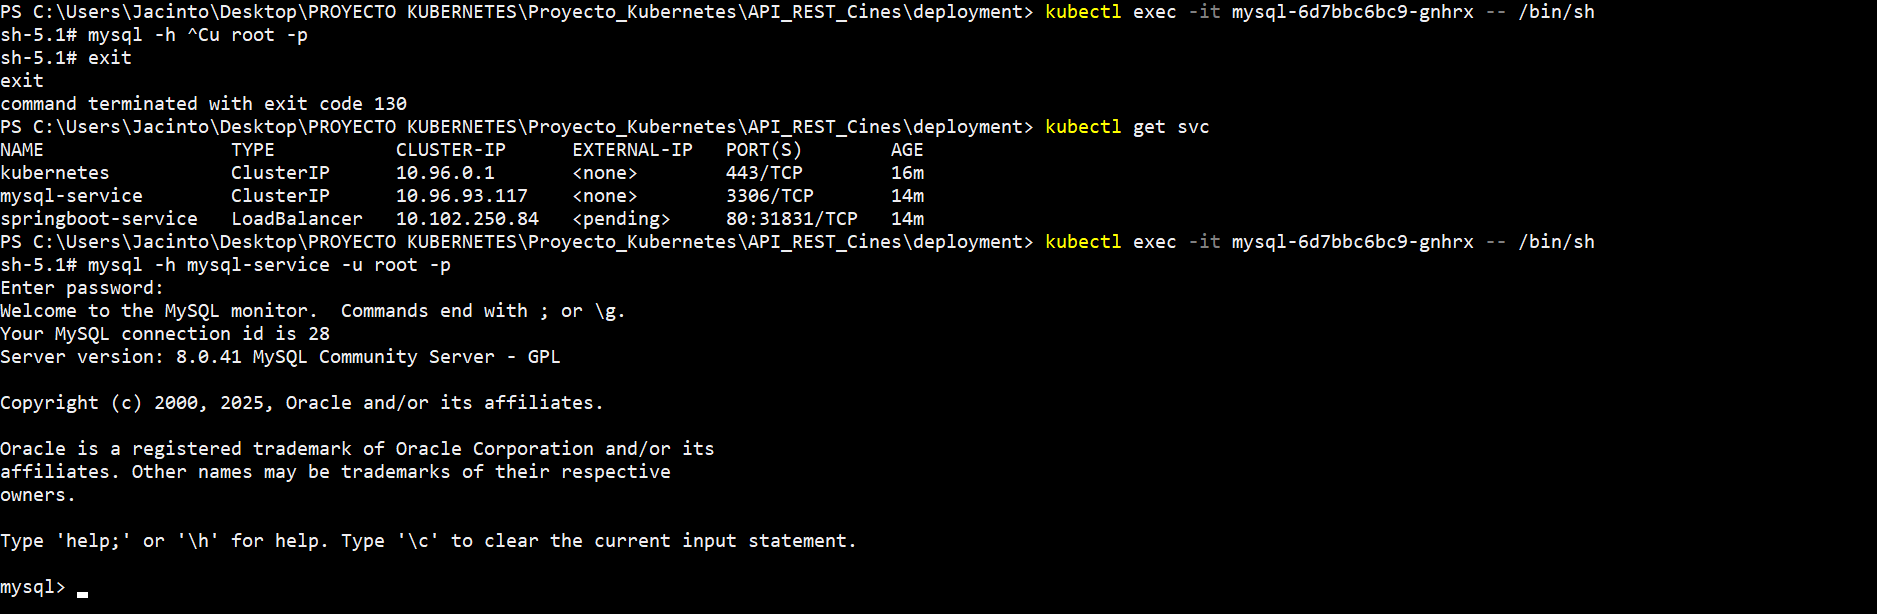 PS C:\Users\Jacinto\Desktop\PROYECTO KUBERNETES\Proyecto_Kubernetes\API_REST_Cines\deployment> kubectl exec -it mysql-6d7bbc6bc9-gnhrx -- /bin/sh
sh-5.1# mysql -h ^Cu root -p
sh-5.1# exit
exit
command terminated with exit code 130
PS C:\Users\Jacinto\Desktop\PROYECTO KUBERNETES\Proyecto_Kubernetes\API_REST_Cines\deployment> kubectl get svc
NAME                 TYPE           CLUSTER-IP      EXTERNAL-IP   PORT(S)        AGE
kubernetes           ClusterIP      10.96.0.1       <none>        443/TCP        16m
mysql-service        ClusterIP      10.96.93.117    <none>        3306/TCP       14m
springboot-service   LoadBalancer   10.102.250.84   <pending>     80:31831/TCP   14m
PS C:\Users\Jacinto\Desktop\PROYECTO KUBERNETES\Proyecto_Kubernetes\API_REST_Cines\deployment> kubectl exec -it mysql-6d7bbc6bc9-gnhrx -- /bin/sh
sh-5.1# mysql -h mysql-service -u root -p
Enter password:
Welcome to the MySQL monitor.  Commands end with ; or \g.
Your MySQL connection id is 28
Server version: 8.0.41 MySQL Community Server - GPL

Copyright (c) 2000, 2025, Oracle and/or its affiliates.

Oracle is a registered trademark of Oracle Corporation and/or its
affiliates. Other names may be trademarks of their respective
owners.

Type 'help;' or '\h' for help. Type '\c' to clear the current input statement.

mysql>